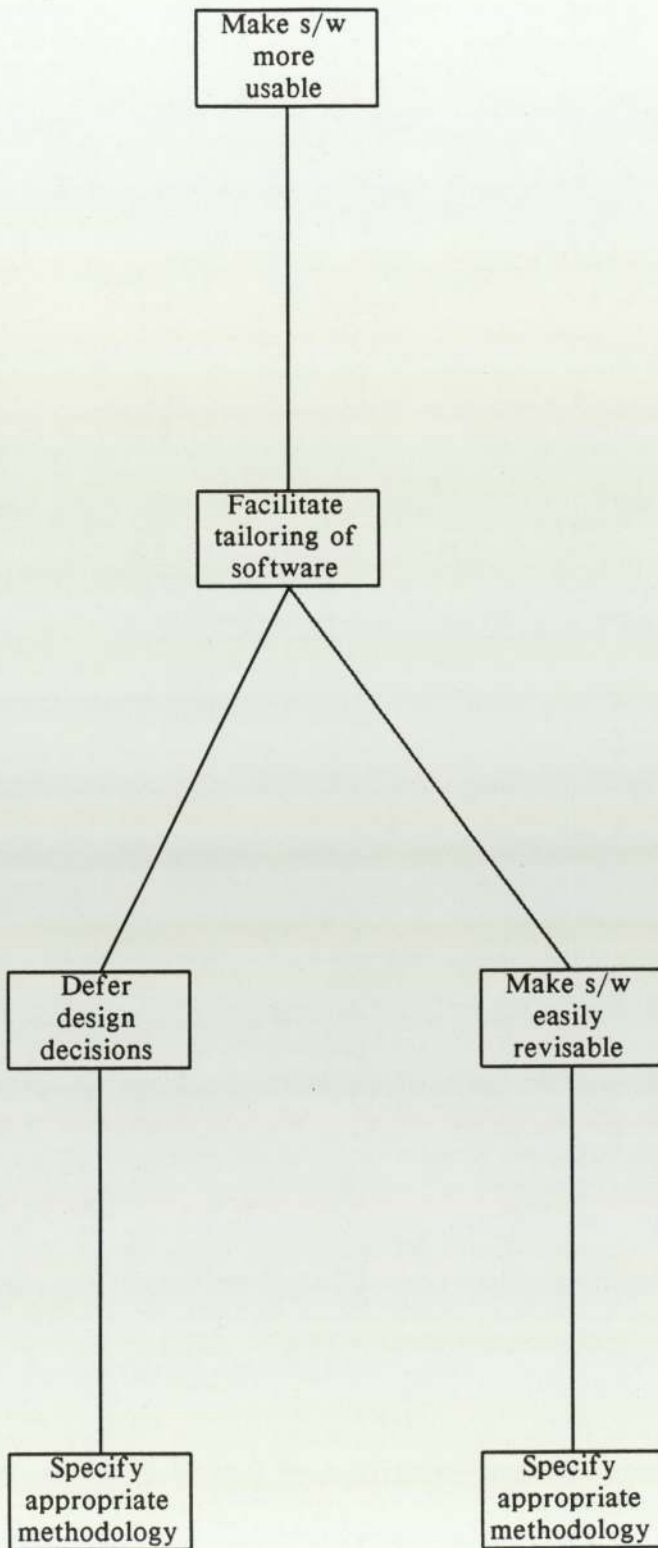 Make s/w
more
usable
Facilitate
tailoring of
software
Defer
design
decisions
Make s/w
easily
revisable
Specify
appropriate
methodology
Specify
appropriate
methodology